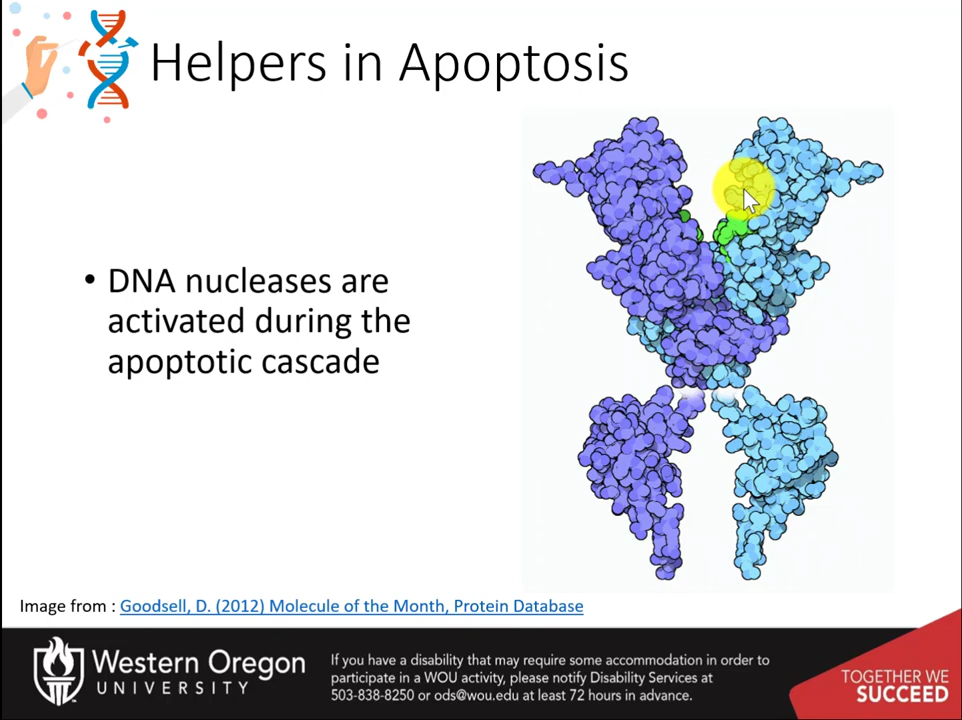 Helpers in Apoptosis
• DNA nucleases are
activated during the
apoptotic cascade
Image from : Goodsell, D. (2012) Molecule of the Month, Protein Database
Western Oregon
UNIVERSITY
If you have a disability that may require some accommodation in order to
participate in a WOU activity, please notify Disability Services at
503-838-8250 or ods@wou.edu at least 72 hours in advance.
TOGETHER WE
SUCCEED